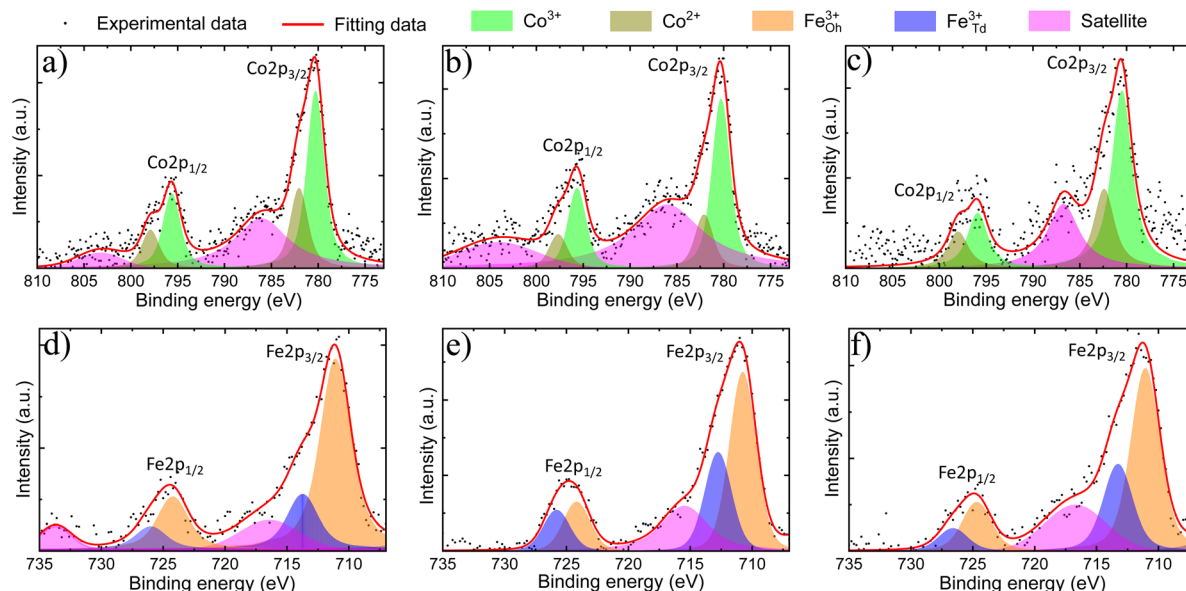 Experimental data Fitting data Co³⁺ Co²⁺ Fe³⁺Oh Fe³⁺Td Satellite
a) Co2p3/2 Co2p1/2
Intensity (a.u.)
810 805 800 795 790 785 780 775
Binding energy (eV)
b) Co2p3/2 Co2p1/2
Intensity (a.u.)
810 805 800 795 790 785 780 775
Binding energy (eV)
c) Co2p3/2 Co2p1/2
Intensity (a.u.)
810 805 800 795 790 785 780 775
Binding energy (eV)
d) Fe2p3/2 Fe2p1/2
Intensity (a.u.)
735 730 725 720 715 710
Binding energy (eV)
e) Fe2p3/2 Fe2p1/2
Intensity (a.u.)
735 730 725 720 715 710
Binding energy (eV)
f) Fe2p3/2 Fe2p1/2
Intensity (a.u.)
735 730 725 720 715 710
Binding energy (eV)